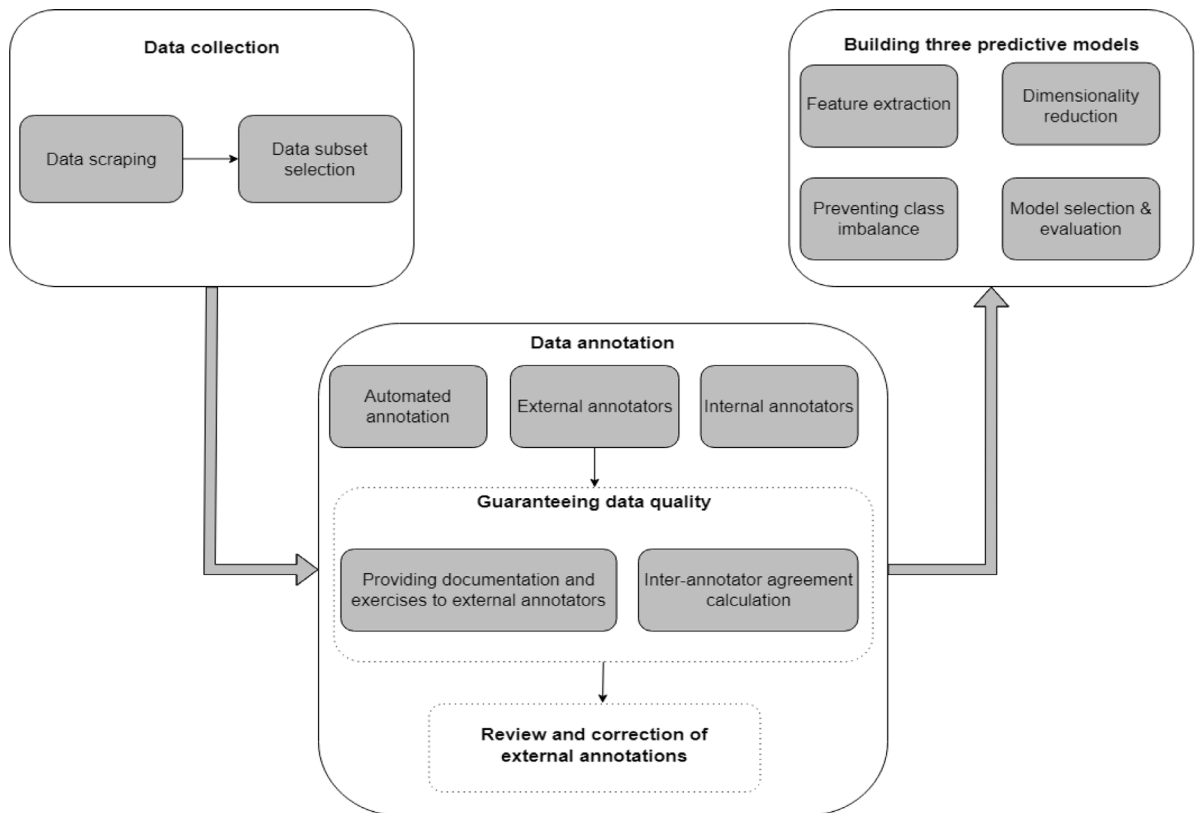 Data collection
Data scraping
Data subset
selection
Building three predictive models
Feature extraction
Dimensionality
reduction
Preventing class
imbalance
Model selection &
evaluation
Data annotation
Automated
annotation
External annotators
Internal annotators
Guaranteeing data quality
Providing documentation and
exercises to external annotators
Inter-annotator agreement
calculation
Review and correction of
external annotations